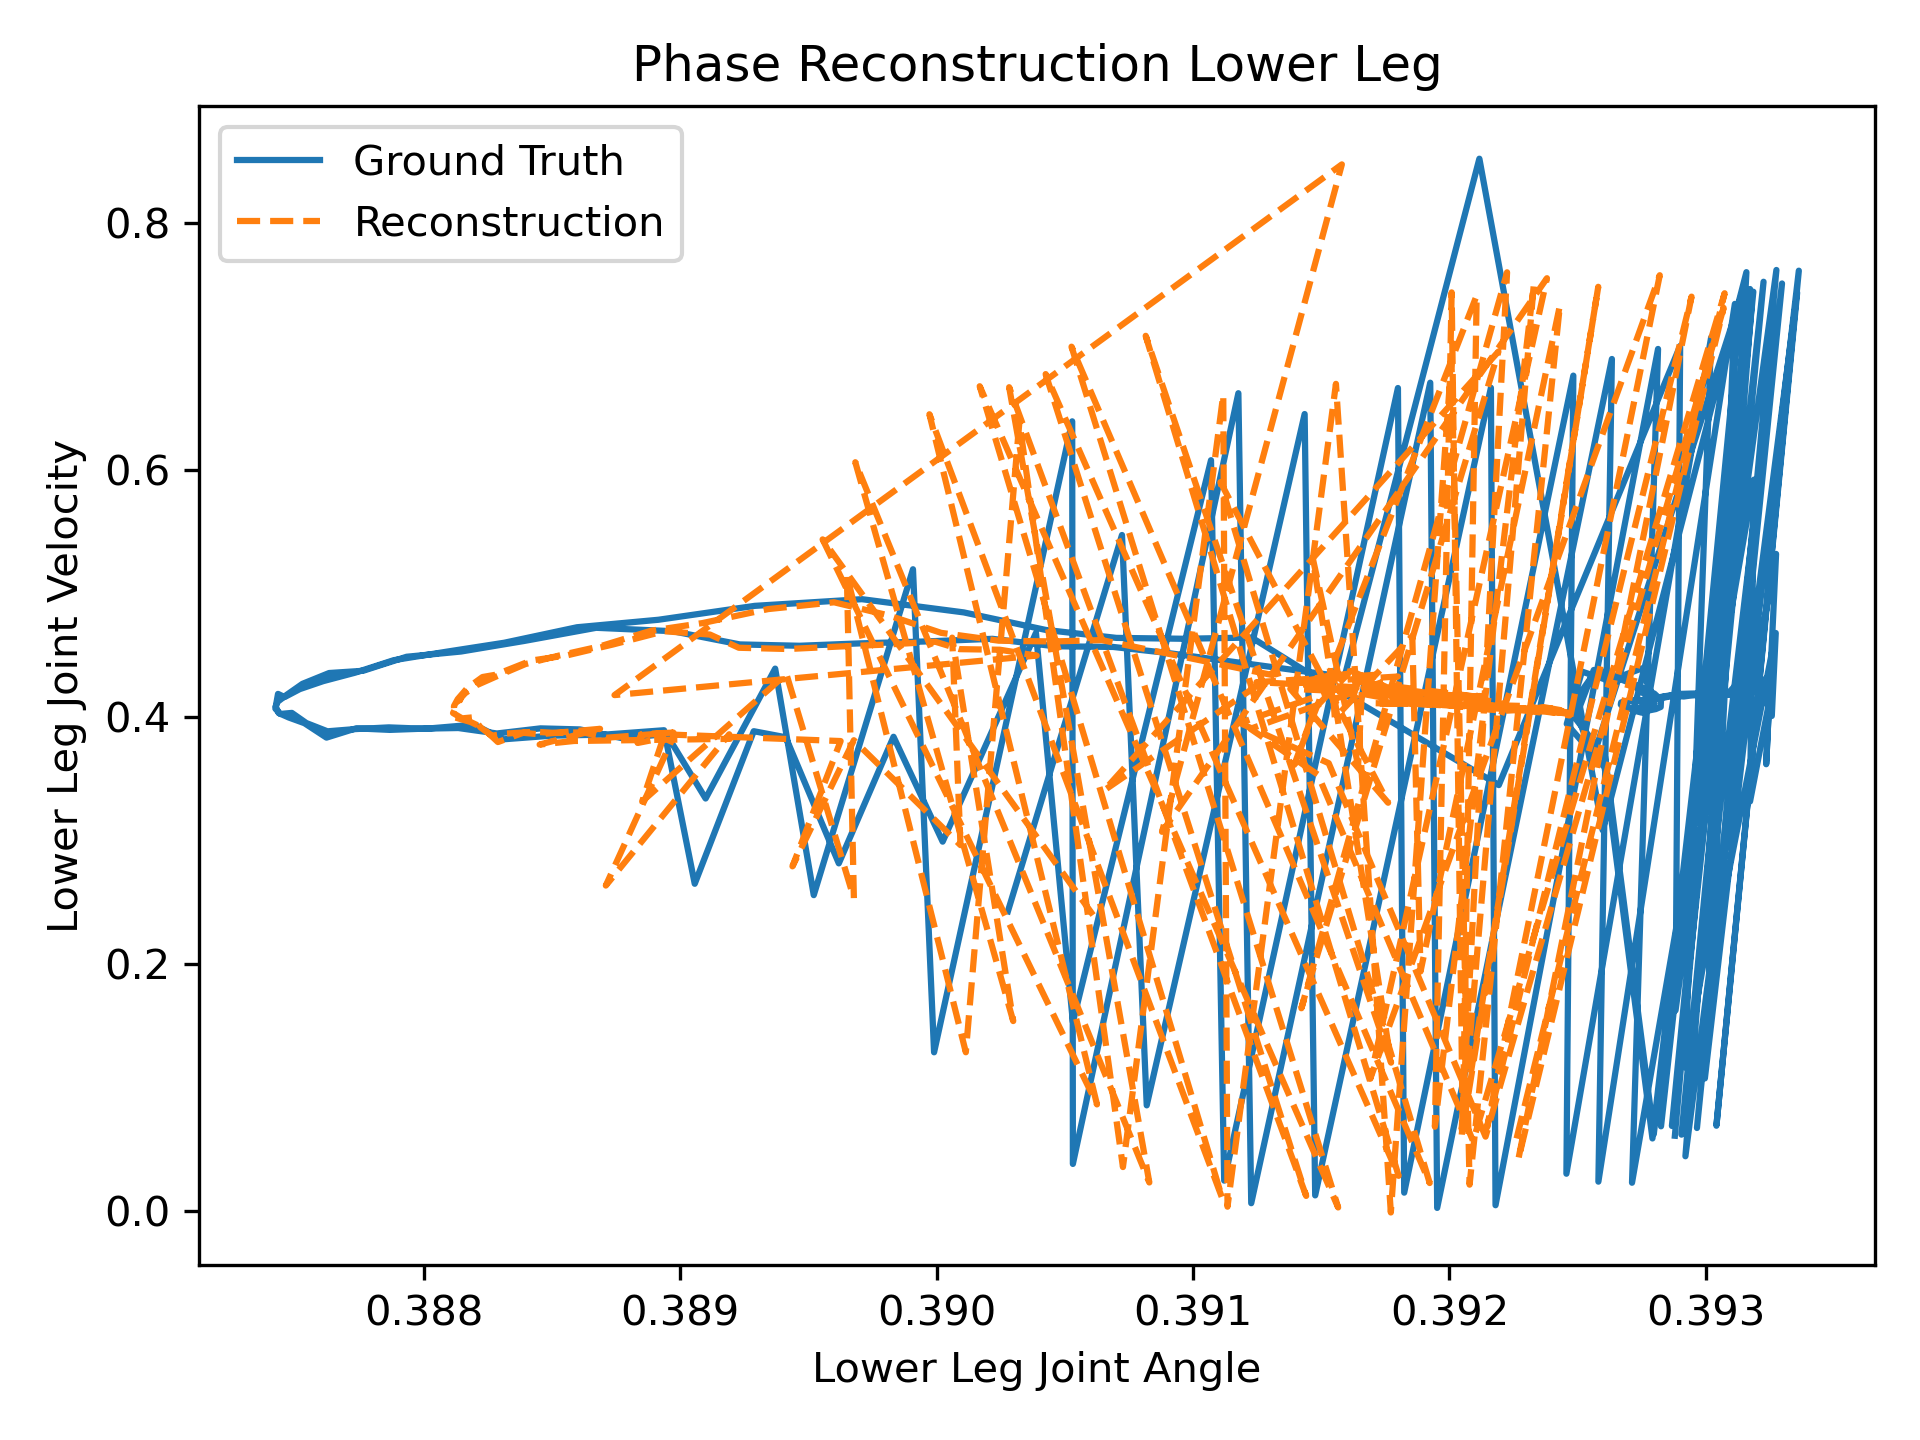 Phase Reconstruction Lower Leg
Ground Truth
Reconstruction
Lower Leg Joint Velocity
0.8
0.6
0.4
0.2
0.0
0.388 0.389 0.390 0.391 0.392 0.393
Lower Leg Joint Angle